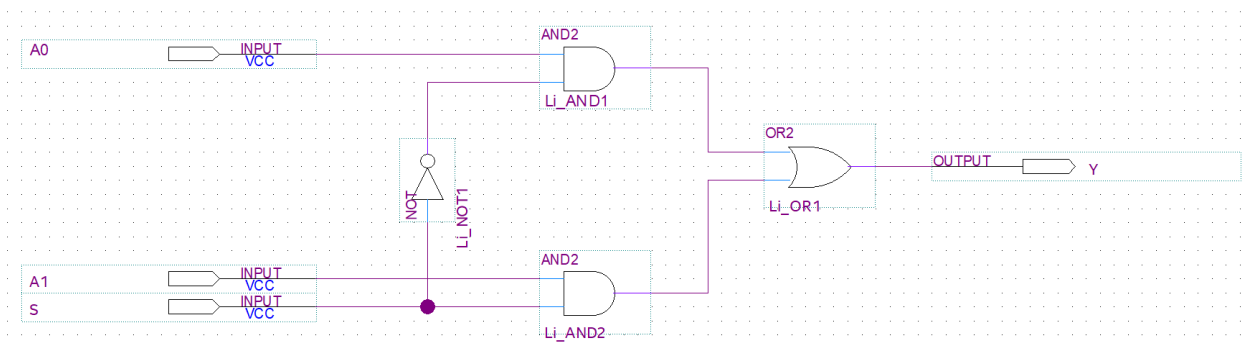 AND2
A0
INPUT
VCC
Li_AND1
OR2
OUTPUT
Y
NOT
Li_NOT1
Li_OR1
AND2
A1
INPUT
VCC
S
INPUT
VCC
Li_AND2